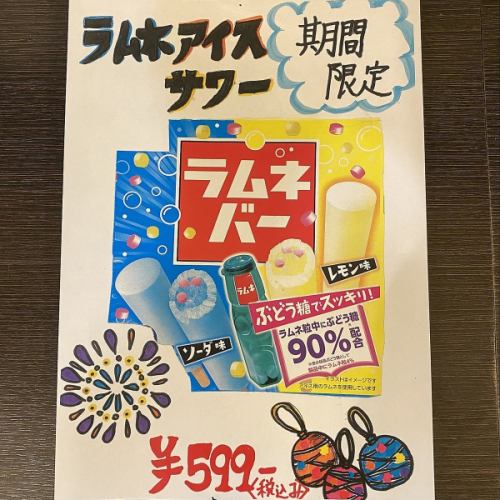 ラムネアイス
サワー
期間
限定
ラムネ
バー
レモン味
ラムネ
ソーダ味
ぶどう糖でスッキリ!
ラムネ粒中にぶどう糖
90%配合
イラストはイメージです
¥599-
(税込み)